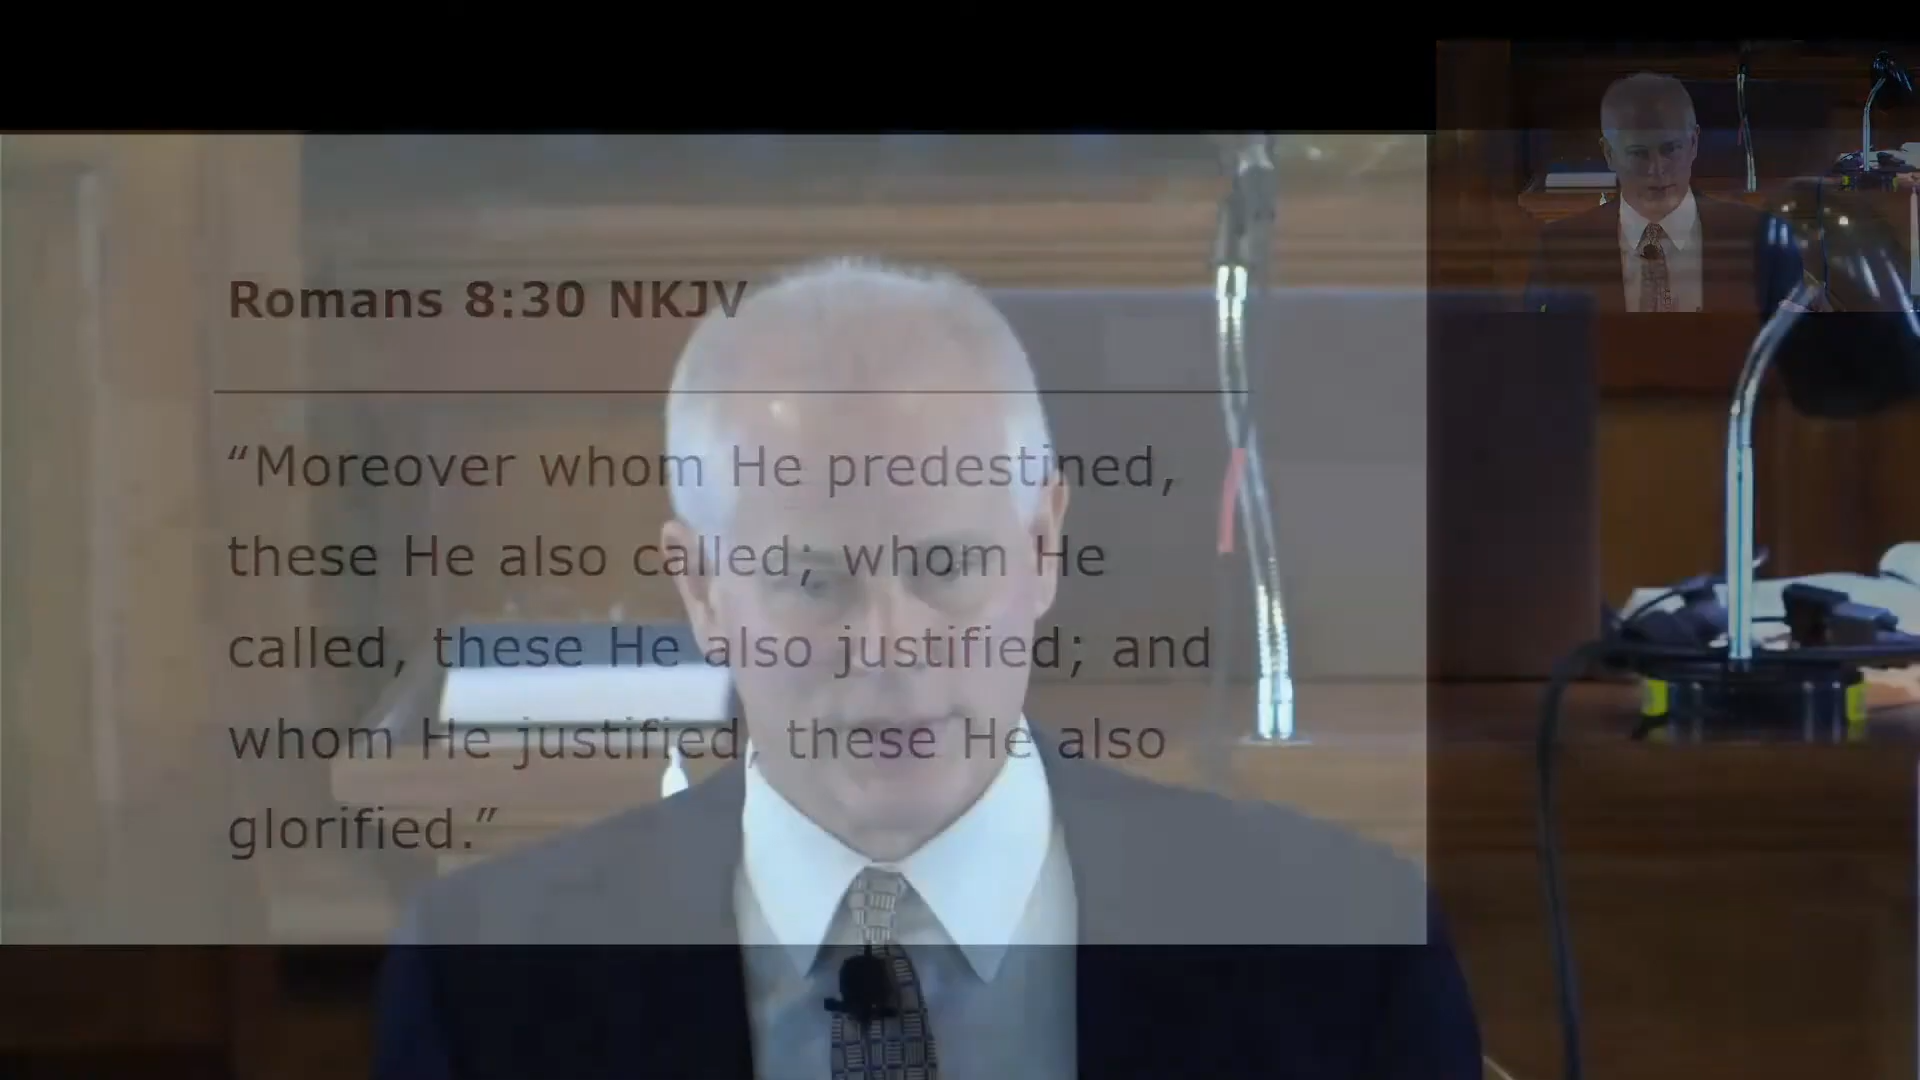 Romans 8:30 NKJV
“Moreover whom He predestined,
these He also called; whom He
called, these He also justified; and
whom He justified, these He also
glorified.”